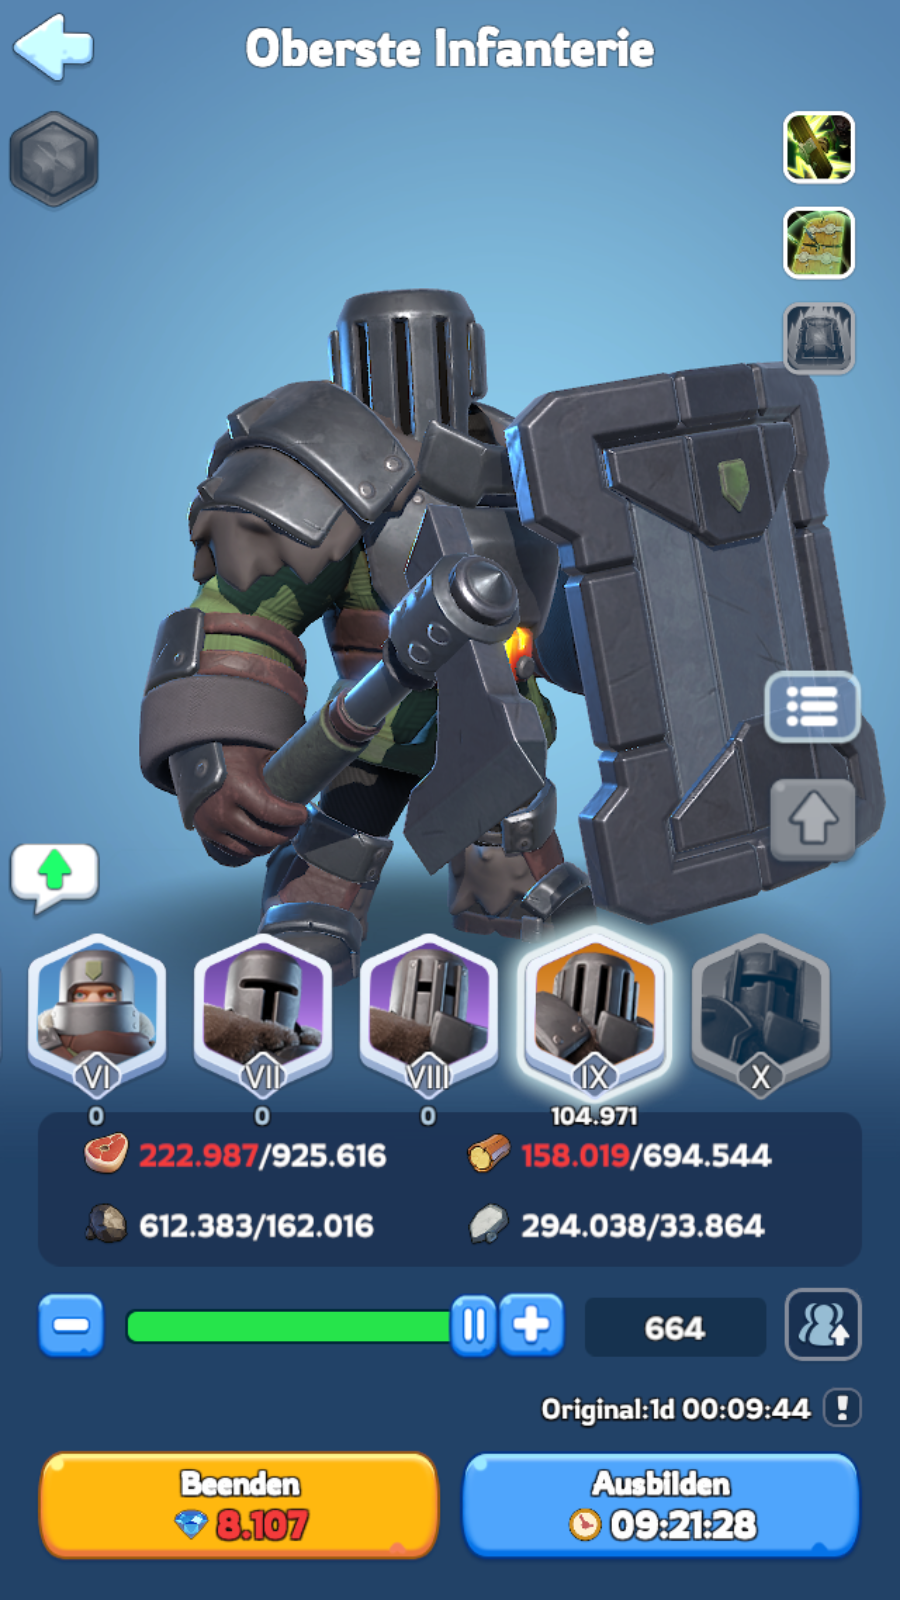 Oberste Infanterie
VI
VII
VIII
IX
X
0
0
0
104.971
222.987/925.616
158.019/694.544
612.383/162.016
294.038/33.864
664
Original:1d 00:09:44
!
Beenden
8.107
Ausbilden
09:21:28